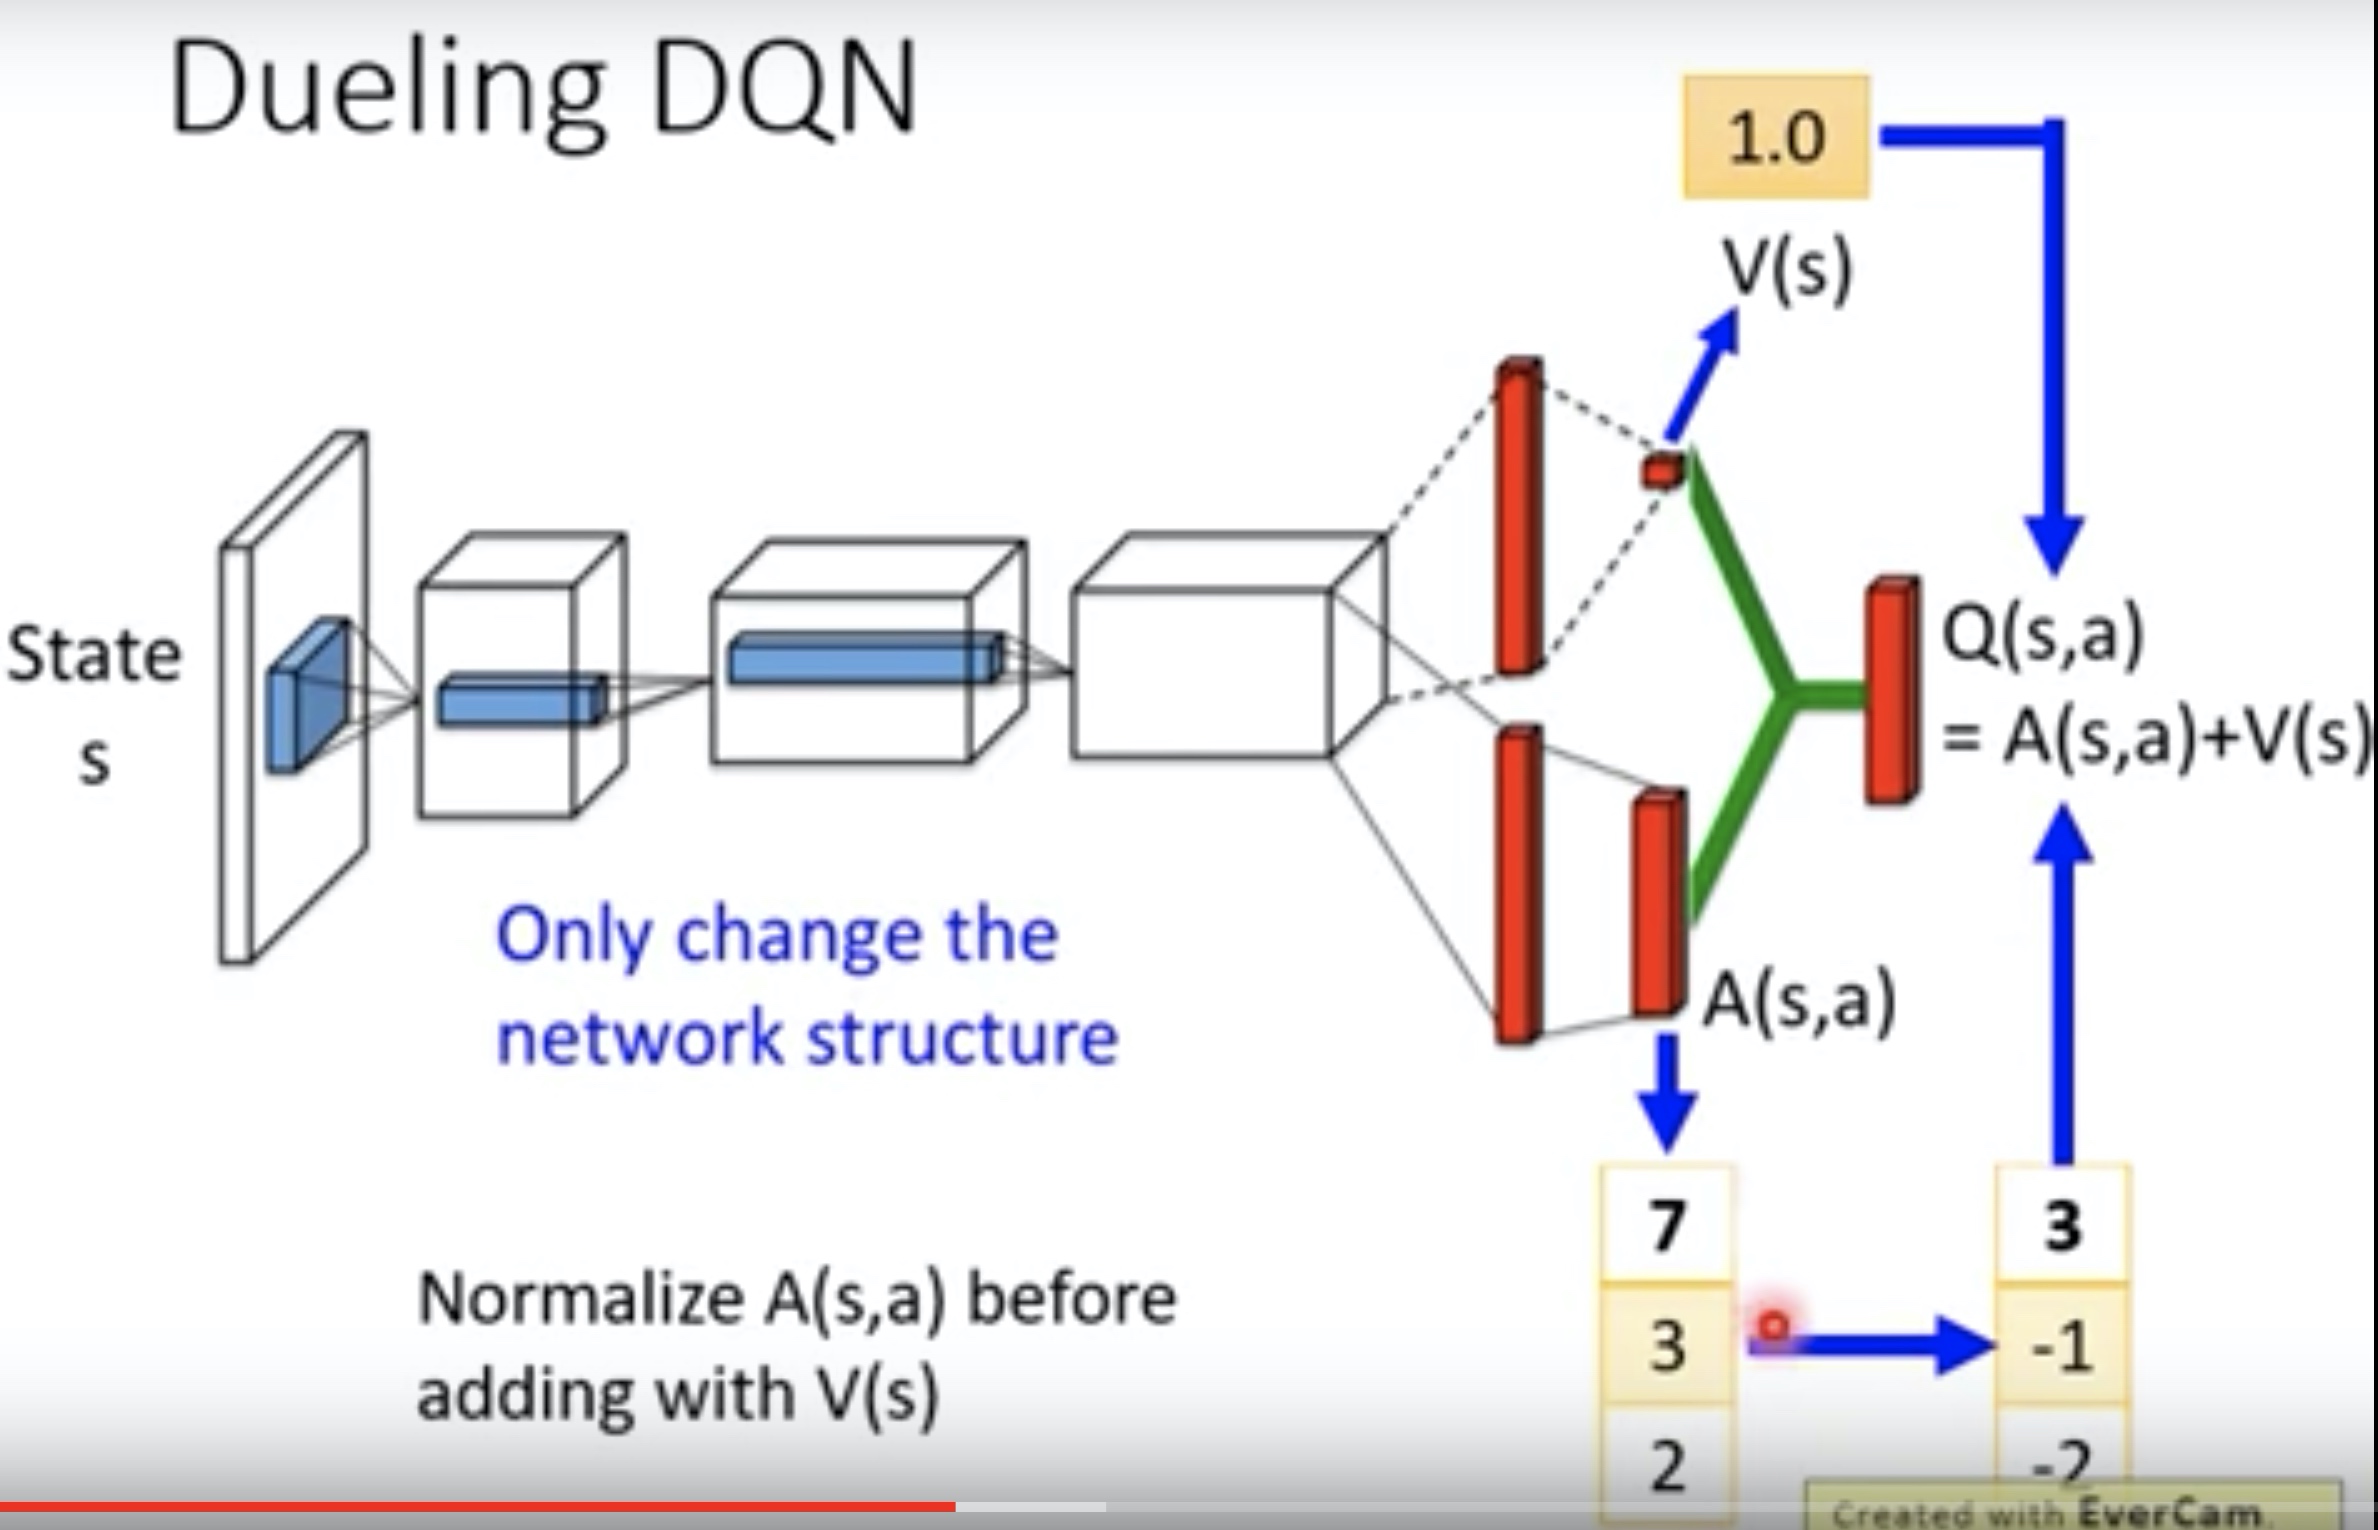 Dueling DQN
1.0
V(s)
State
s
Q(s,a)
= A(s,a)+V(s)
Only change the
network structure
A(s,a)
Normalize A(s,a) before
adding with V(s)
7
3
2
3
-1
-2
Created with EverCam.